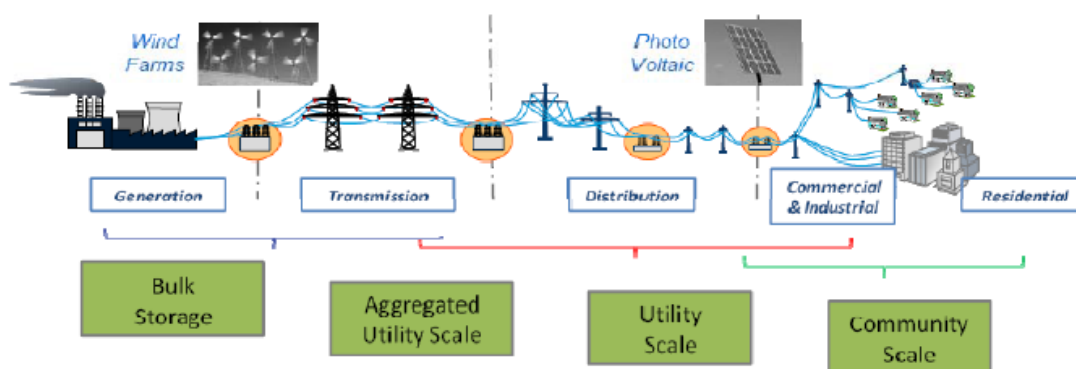 Wind
Farms
Photo
Voltaic
Generation
Transmission
Distribution
Commercial
& Industrial
Residential
Bulk
Storage
Aggregated
Utility Scale
Utility
Scale
Community
Scale